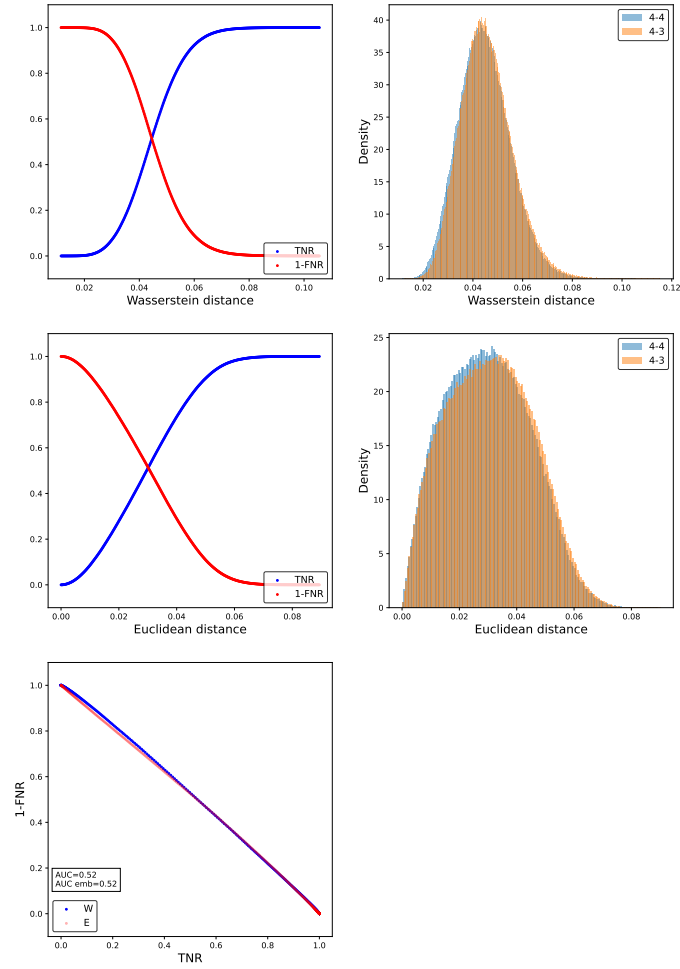 1.0
0.8
0.6
0.4
0.2
0.0
0.02 0.04 0.06 0.08 0.10
Wasserstein distance
TNR
1-FNR
40
35
30
25
20
15
10
5
0
Density
4-4
4-3
0.02 0.04 0.06 0.08 0.10 0.12
Wasserstein distance
1.0
0.8
0.6
0.4
0.2
0.0
0.00 0.02 0.04 0.06 0.08
Euclidean distance
TNR
1-FNR
25
20
15
10
5
0
Density
4-4
4-3
0.00 0.02 0.04 0.06 0.08
Euclidean distance
1.0
0.8
0.6
0.4
0.2
0.0
1-FNR
AUC=0.52
AUC emb=0.52
W
E
0.0 0.2 0.4 0.6 0.8 1.0
TNR